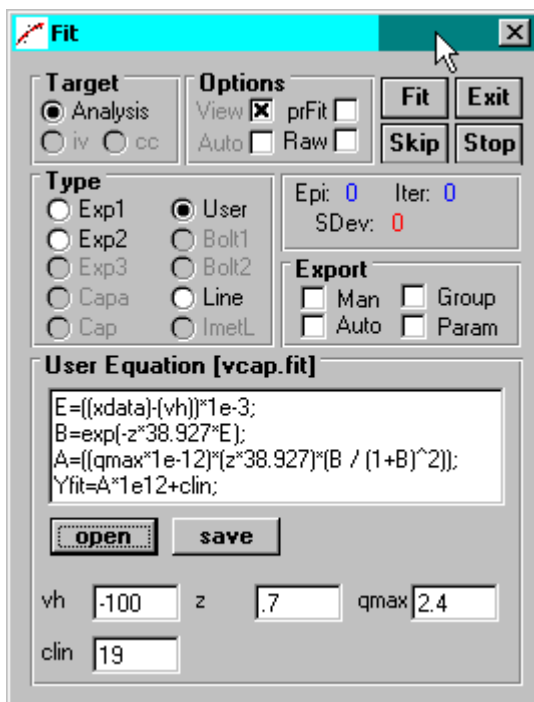 Fit
Target
Analysis
iv cc
Options
View prFit
Auto Raw
Fit Exit
Skip Stop
Type
Exp1 User
Exp2 Bolt1
Exp3 Bolt2
Capa Line
Cap ImetL
Epi: 0 Iter: 0
SDev: 0
Export
Man Group
Auto Param
User Equation [vcap.fit]
E=((xdata)-(vh))*1e-3;
B=exp(-z*38.927*E);
A=((qmax*1e-12)*(z*38.927)*(B / (1+B)^2));
Yfit=A*1e12+clin;
open save
vh -100 z .7 qmax 2.4
clin 19